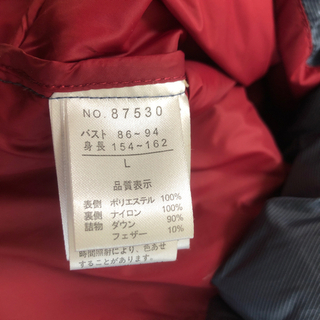 NO. 87530
バスト 86~94
身長 154~162
L
品質表示
表側 ポリエステル 100%
裏側 ナイロン 100%
詰物 ダウン 90%
フェザー 10%
時間照射により、色あせ
することがあります。